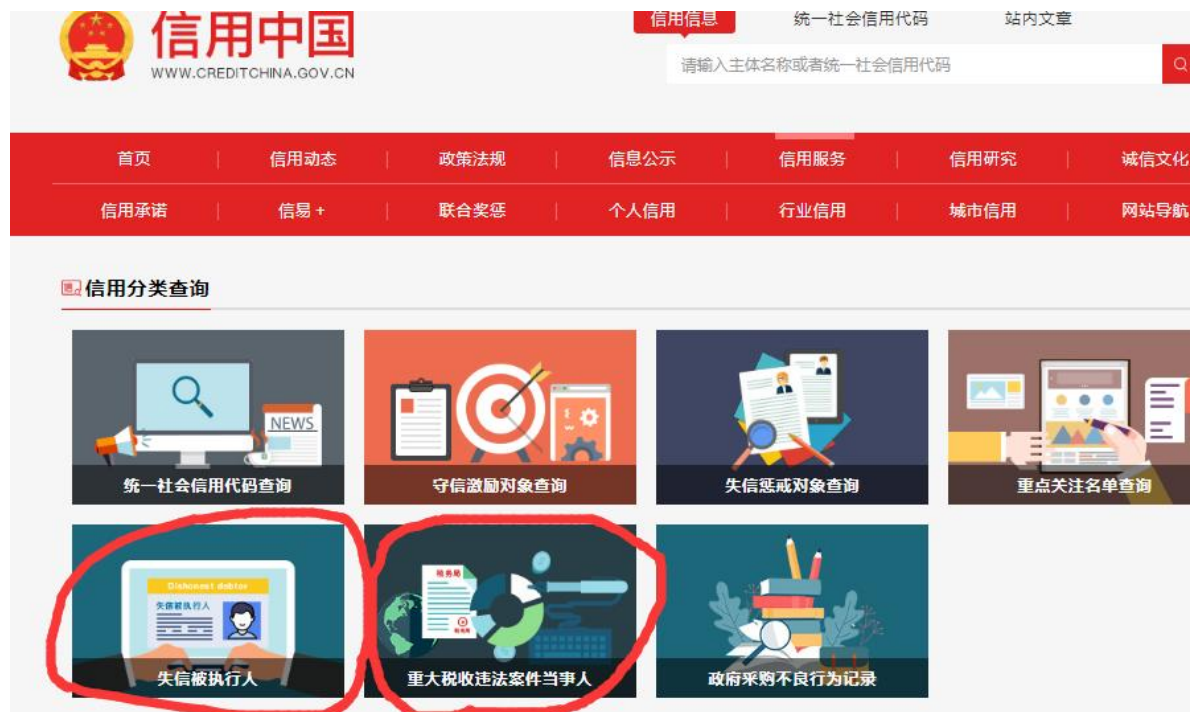 信用中国
WWW.CREDITCHINA.GOV.CN
信用信息 统一社会信用代码 站内文章
请输入主体名称或者统一社会信用代码
首页 信用动态 政策法规 信息公示 信用服务 信用研究 诚信文化
信用承诺 信易+ 联合奖惩 个人信用 行业信用 城市信用 网站导航
信用分类查询
NEWS
统一社会信用代码查询 守信激励对象查询 失信惩戒对象查询 重点关注名单查询
Dishonest debtor
失信被执行人
税务局
失信被执行人 重大税收违法案件当事人 政府采购不良行为记录